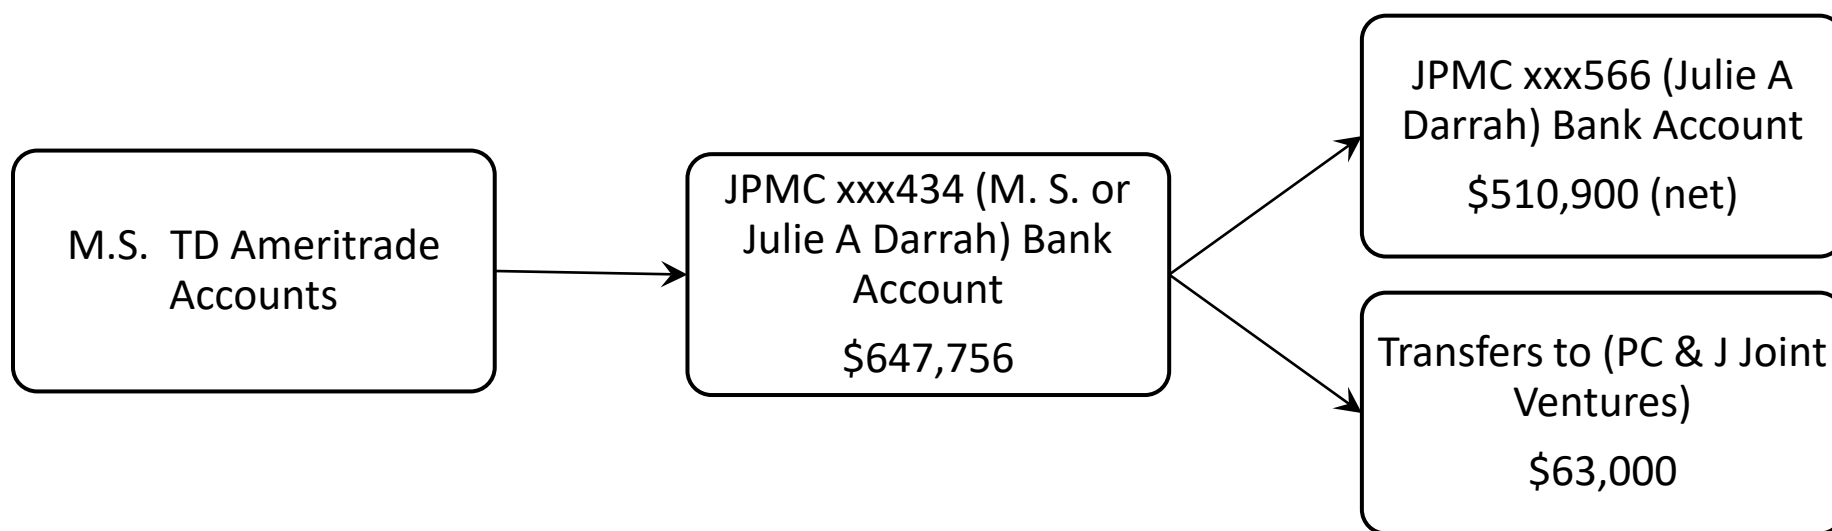 M.S.  TD Ameritrade
Accounts
JPMC xxx434 (M. S. or
Julie A Darrah) Bank
Account
$647,756
JPMC xxx566 (Julie A
Darrah) Bank Account
$510,900 (net)
Transfers to (PC & J Joint
Ventures)
$63,000